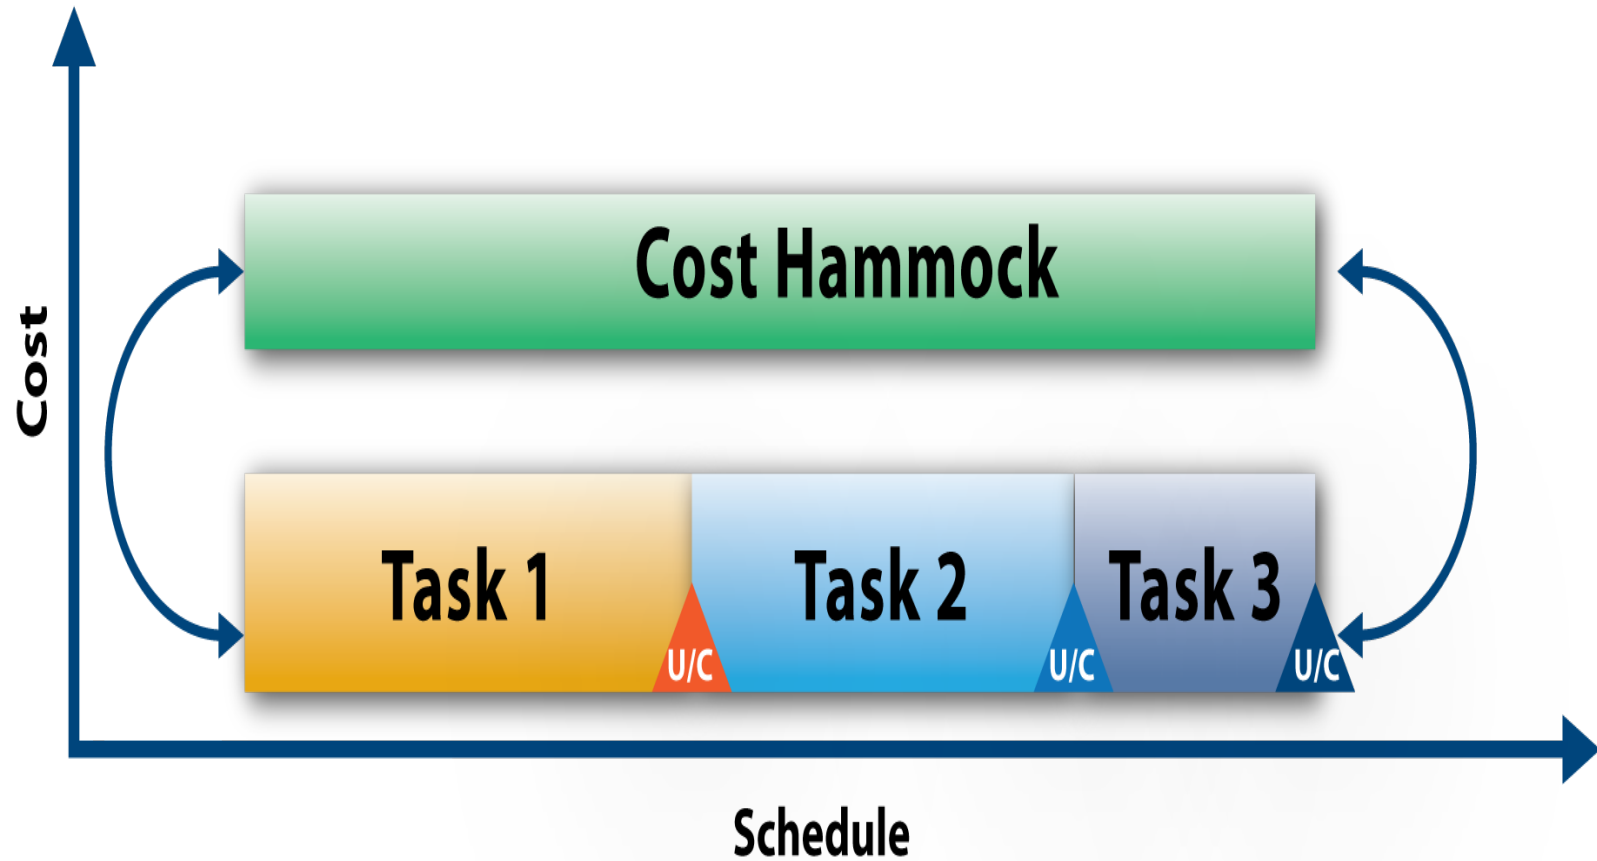 Cost Hammock
Cost
Task 1
Task 2
Task 3
U/C
U/C
U/C
Schedule